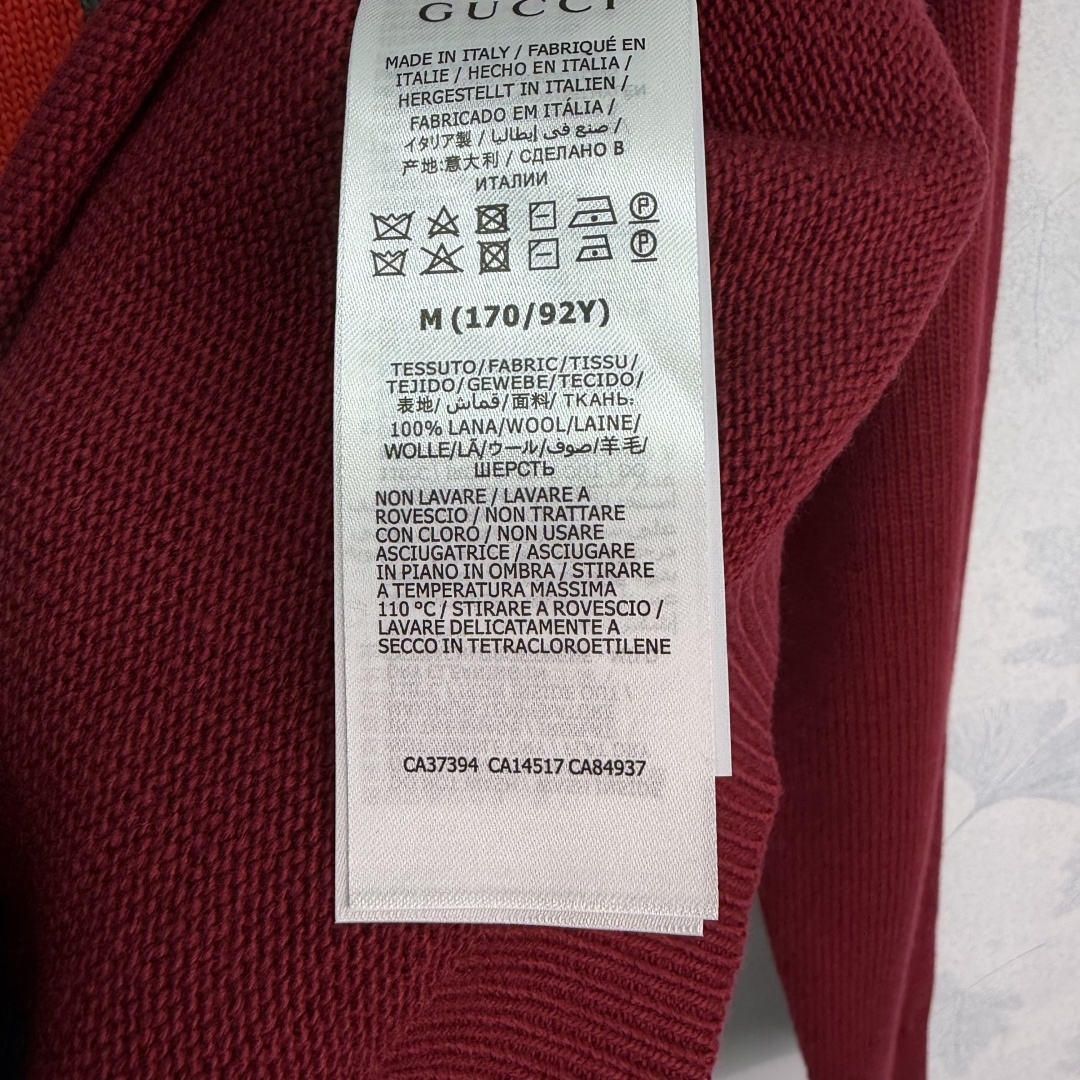 GUCCI
MADE IN ITALY / FABRIQUÉ EN
ITALIE / HECHO EN ITALIA /
HERGESTELLT IN ITALIEN /
FABRICADO EM ITÁLIA /
イタリア製 / صنع في إيطاليا /
产地:意大利 / СДЕЛАНО В
ИТАЛИИ
P
P
M (170/92Y)
TESSUTO/FABRIC/TISSU/
TEJIDO/GEWEBE/TECIDO/
表地/ قماش /面料/ ТКАНЬ:
100% LANA/WOOL/LAINE/
WOLLE/LÃ/ウール/صوف/羊毛/
ШЕРСТЬ
NON LAVARE / LAVARE A
ROVESCIO / NON TRATTARE
CON CLORO / NON USARE
ASCIUGATRICE / ASCIUGARE
IN PIANO IN OMBRA / STIRARE
A TEMPERATURA MASSIMA
110 °C / STIRARE A ROVESCIO /
LAVARE DELICATAMENTE A
SECCO IN TETRACLOROETILENE
CA37394 CA14517 CA84937